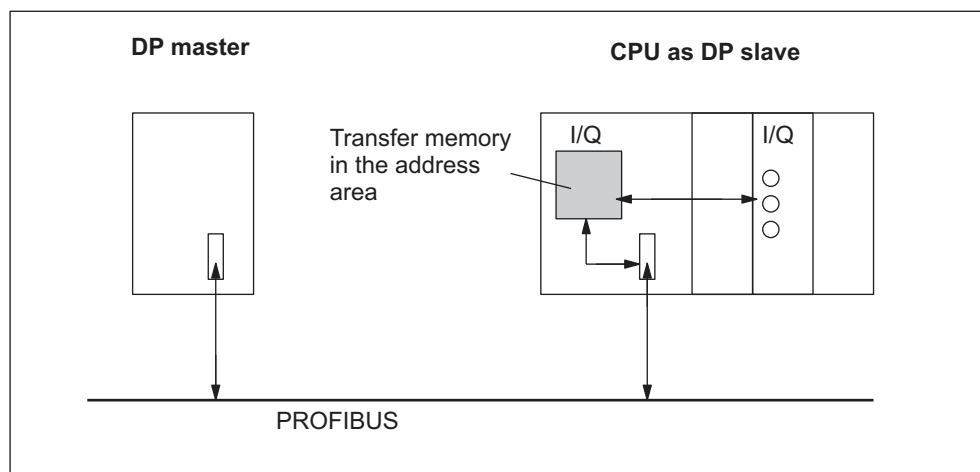 DP master
CPU as DP slave
Transfer memory
in the address
area
I/Q
I/Q
PROFIBUS